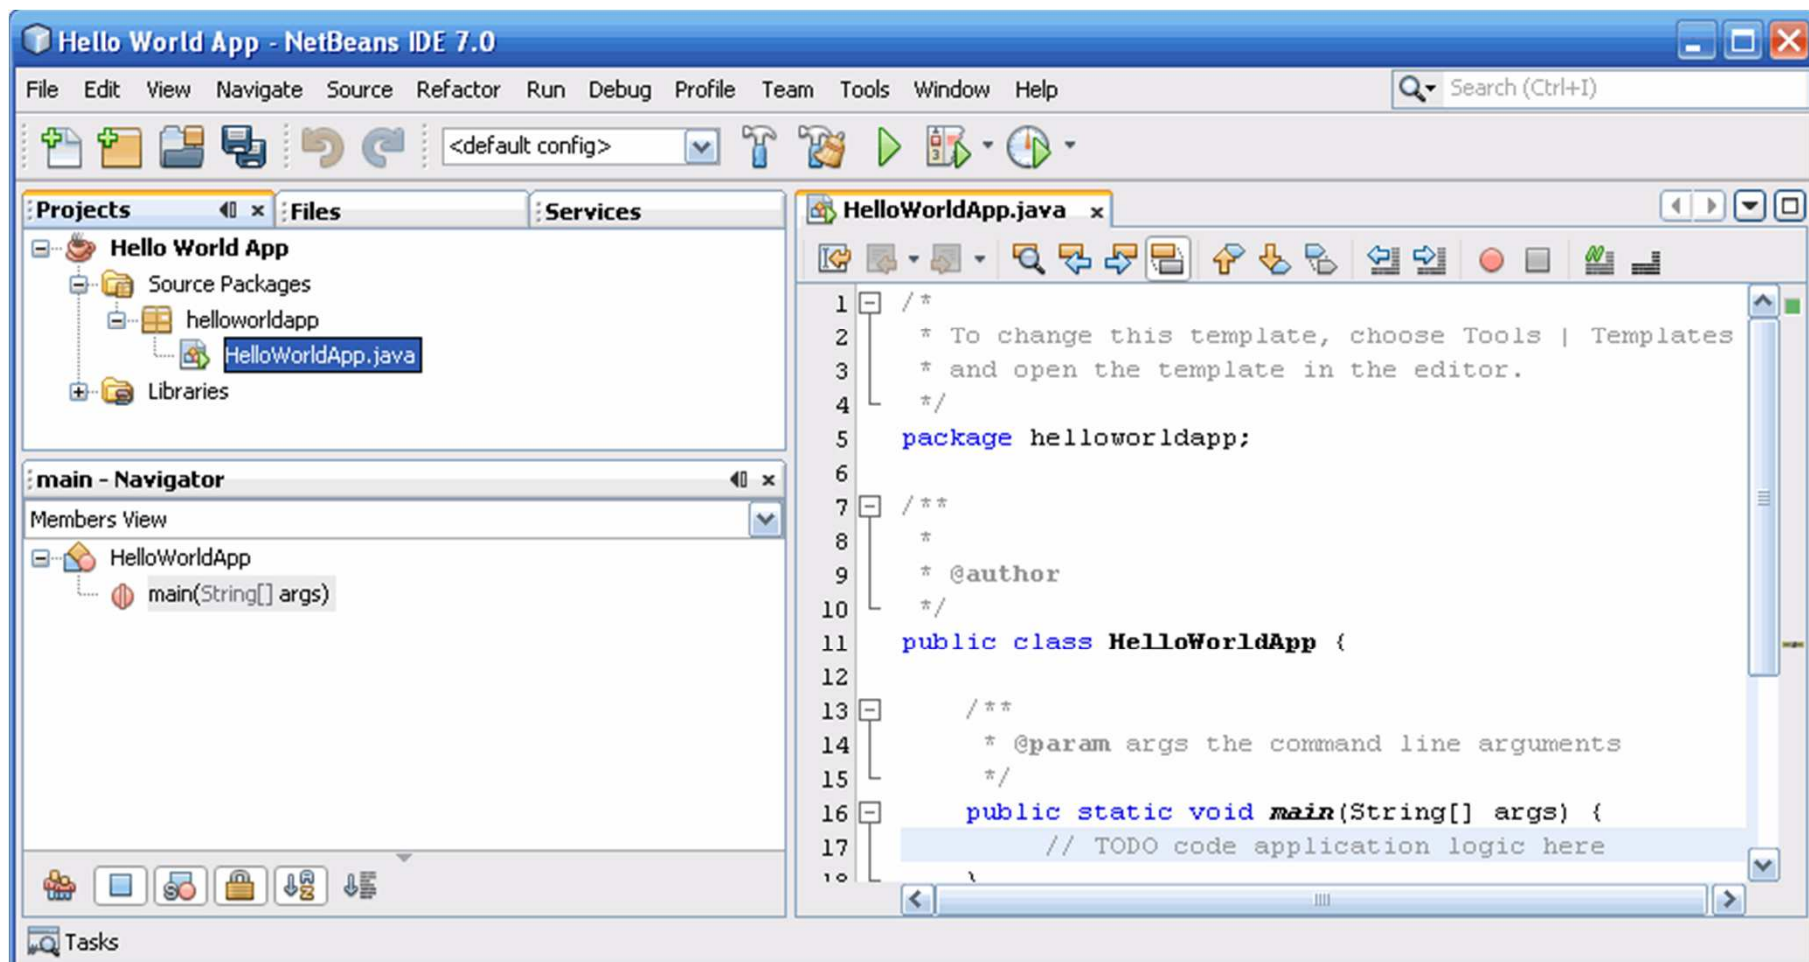 Hello World App - NetBeans IDE 7.0
File Edit View Navigate Source Refactor Run Debug Profile Team Tools Window Help
Search (Ctrl+I)
<default config>
Projects
Files
Services
Hello World App
Source Packages
helloworldapp
HelloWorldApp.java
Libraries
main - Navigator
Members View
HelloWorldApp
main(String[] args)
Tasks
HelloWorldApp.java
1 /*
2 * To change this template, choose Tools | Templates
3 * and open the template in the editor.
4 */
5 package helloworldapp;
6
7 /**
8 *
9 * @author
10 */
11 public class HelloWorldApp {
12
13 /**
14 * @param args the command line arguments
15 */
16 public static void main(String[] args) {
17 // TODO code application logic here